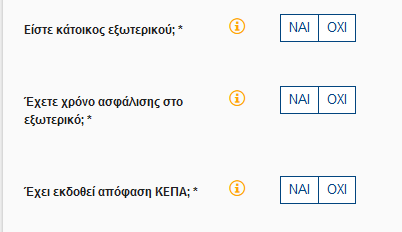 Είστε κάτοικος εξωτερικού; * ΝΑΙ ΟΧΙ
Έχετε χρόνο ασφάλισης στο ΝΑΙ ΟΧΙ
εξωτερικό; *
Έχει εκδοθεί απόφαση ΚΕΠΑ; * ΝΑΙ ΟΧΙ